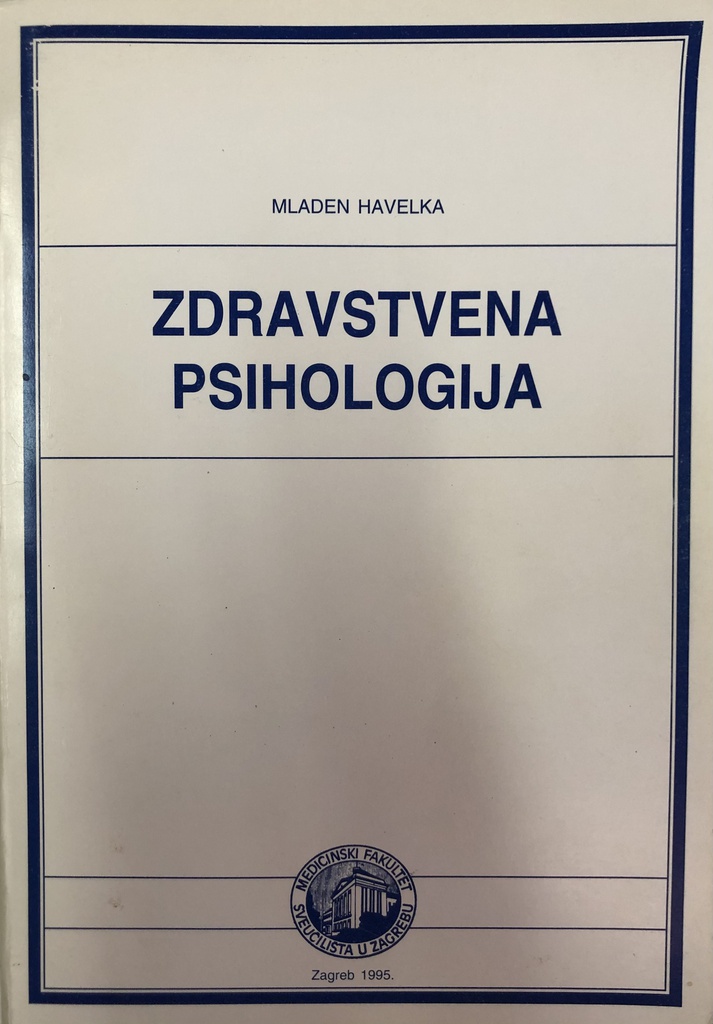 MLADEN HAVELKA
ZDRAVSTVENA
PSIHOLOGIJA
MEDICINSKI FAKULTET
SVEUČILIŠTA U ZAGREBU
Zagreb 1995.